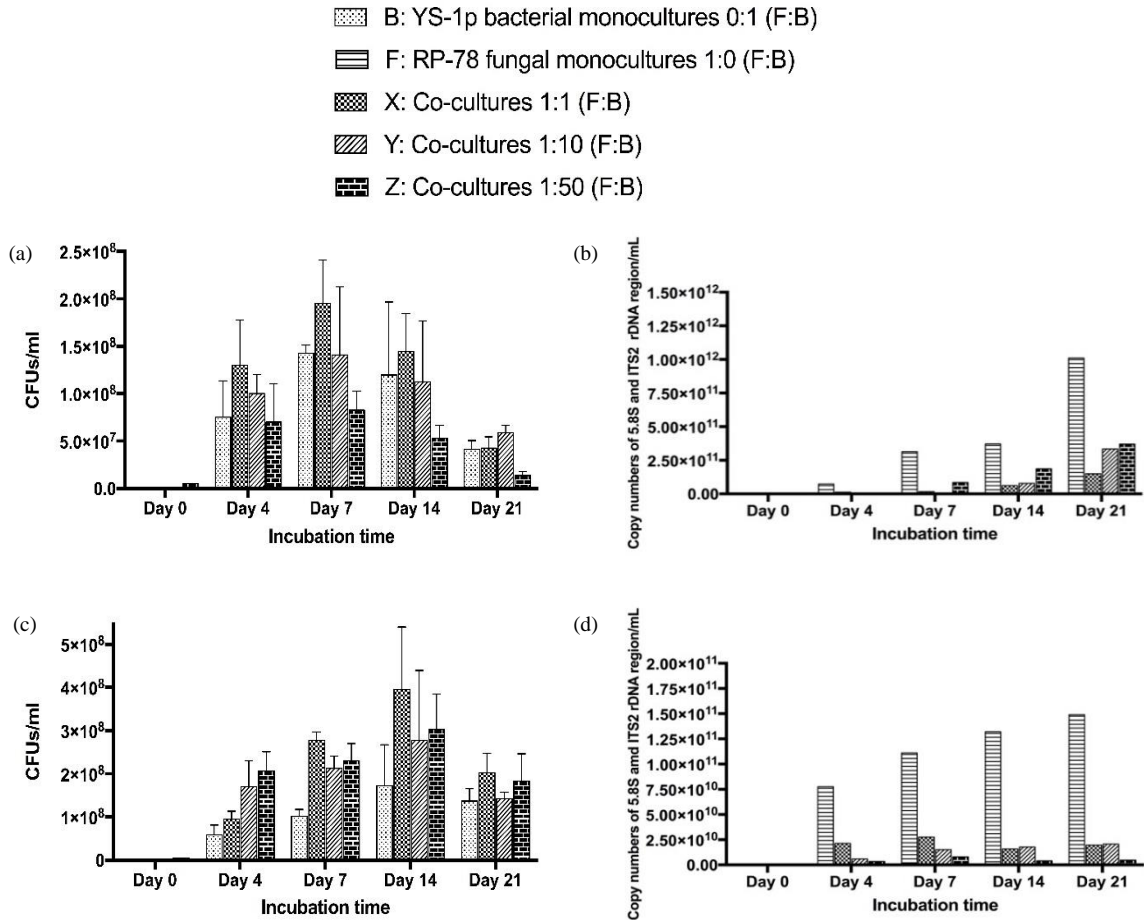 B: YS-1p bacterial monocultures 0:1 (F:B)
F: RP-78 fungal monocultures 1:0 (F:B)
X: Co-cultures 1:1 (F:B)
Y: Co-cultures 1:10 (F:B)
Z: Co-cultures 1:50 (F:B)
(a)
CFUs/ml
2.5×10⁸
2.0×10⁸
1.5×10⁸
1.0×10⁸
5.0×10⁷
0.0
Day 0 Day 4 Day 7 Day 14 Day 21
Incubation time
(b)
Copy numbers of 5.8S and ITS2 rDNA region/mL
1.50×10¹²
1.25×10¹²
1.00×10¹²
7.50×10¹¹
5.00×10¹¹
2.50×10¹¹
0.00
Day 0 Day 4 Day 7 Day 14 Day 21
Incubation time
(c)
CFUs/ml
5×10⁸
4×10⁸
3×10⁸
2×10⁸
1×10⁸
0
Day 0 Day 4 Day 7 Day 14 Day 21
Incubation time
(d)
Copy numbers of 5.8S amd ITS2 rDNA region/mL
2.00×10¹¹
1.75×10¹¹
1.50×10¹¹
1.25×10¹¹
1.00×10¹¹
7.50×10¹⁰
5.00×10¹⁰
2.50×10¹⁰
0.00
Day 0 Day 4 Day 7 Day 14 Day 21
Incubation time